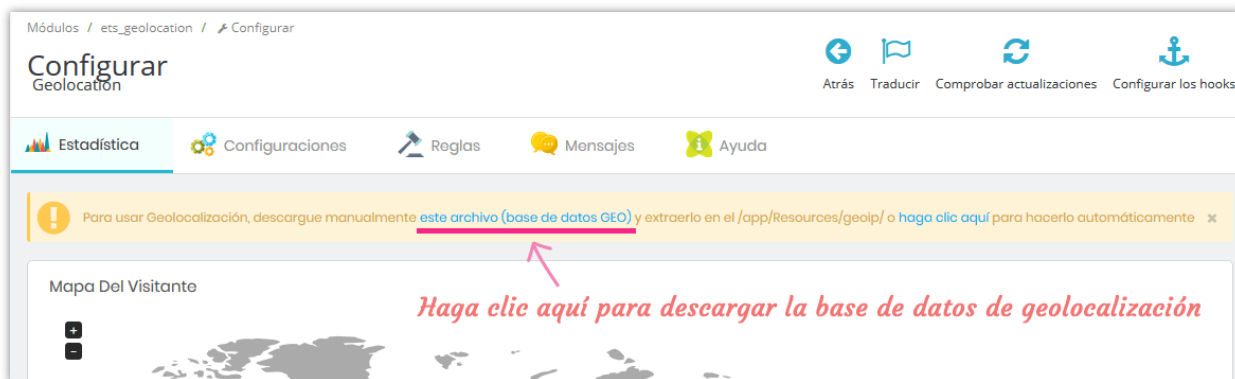 Módulos / ets_geolocation / Configurar
Configurar
Geolocation
Atrás Traducir Comprobar actualizaciones Configurar los hooks
Estadística Configuraciones Reglas Mensajes Ayuda
Para usar Geolocalización, descargue manualmente este archivo (base de datos GEO) y extraerlo en el /app/Resources/geoip/ o haga clic aquí para hacerlo automáticamente ×
Mapa Del Visitante
Haga clic aquí para descargar la base de datos de geolocalización
+
-